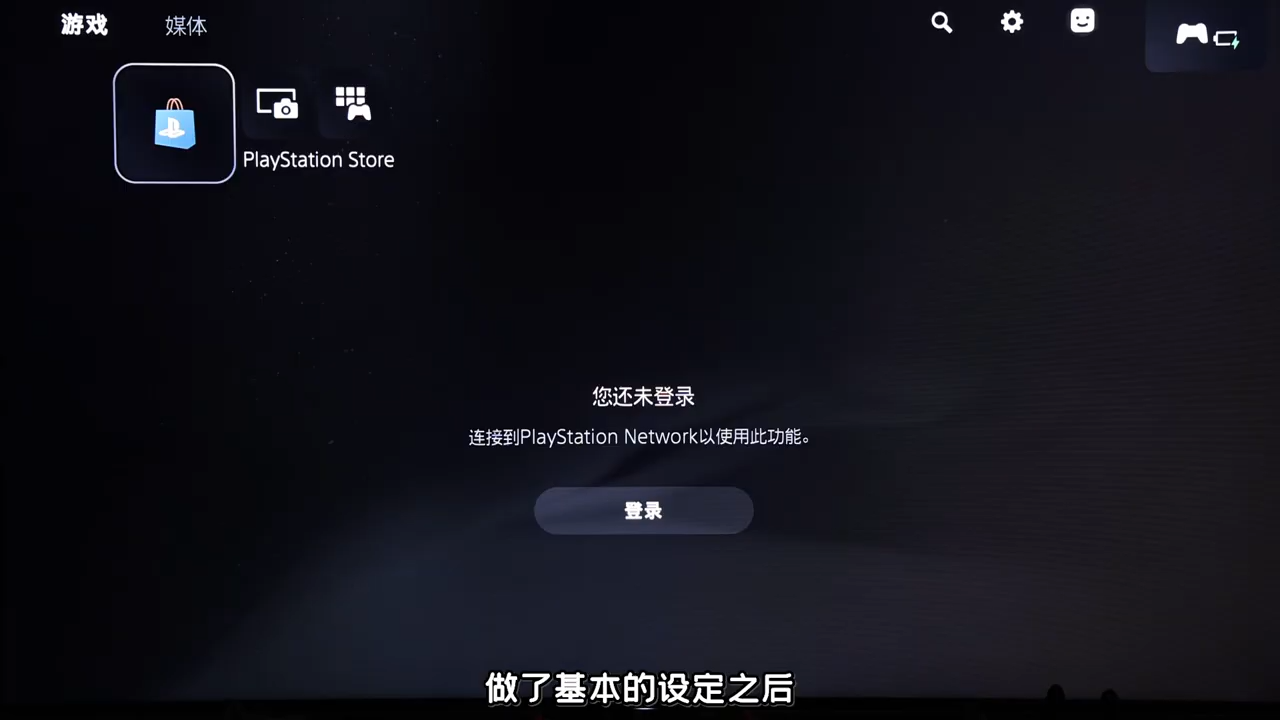 游戏
媒体
PlayStation Store
您还未登录
连接到PlayStation Network以使用此功能。
登录
做了基本的设定之后